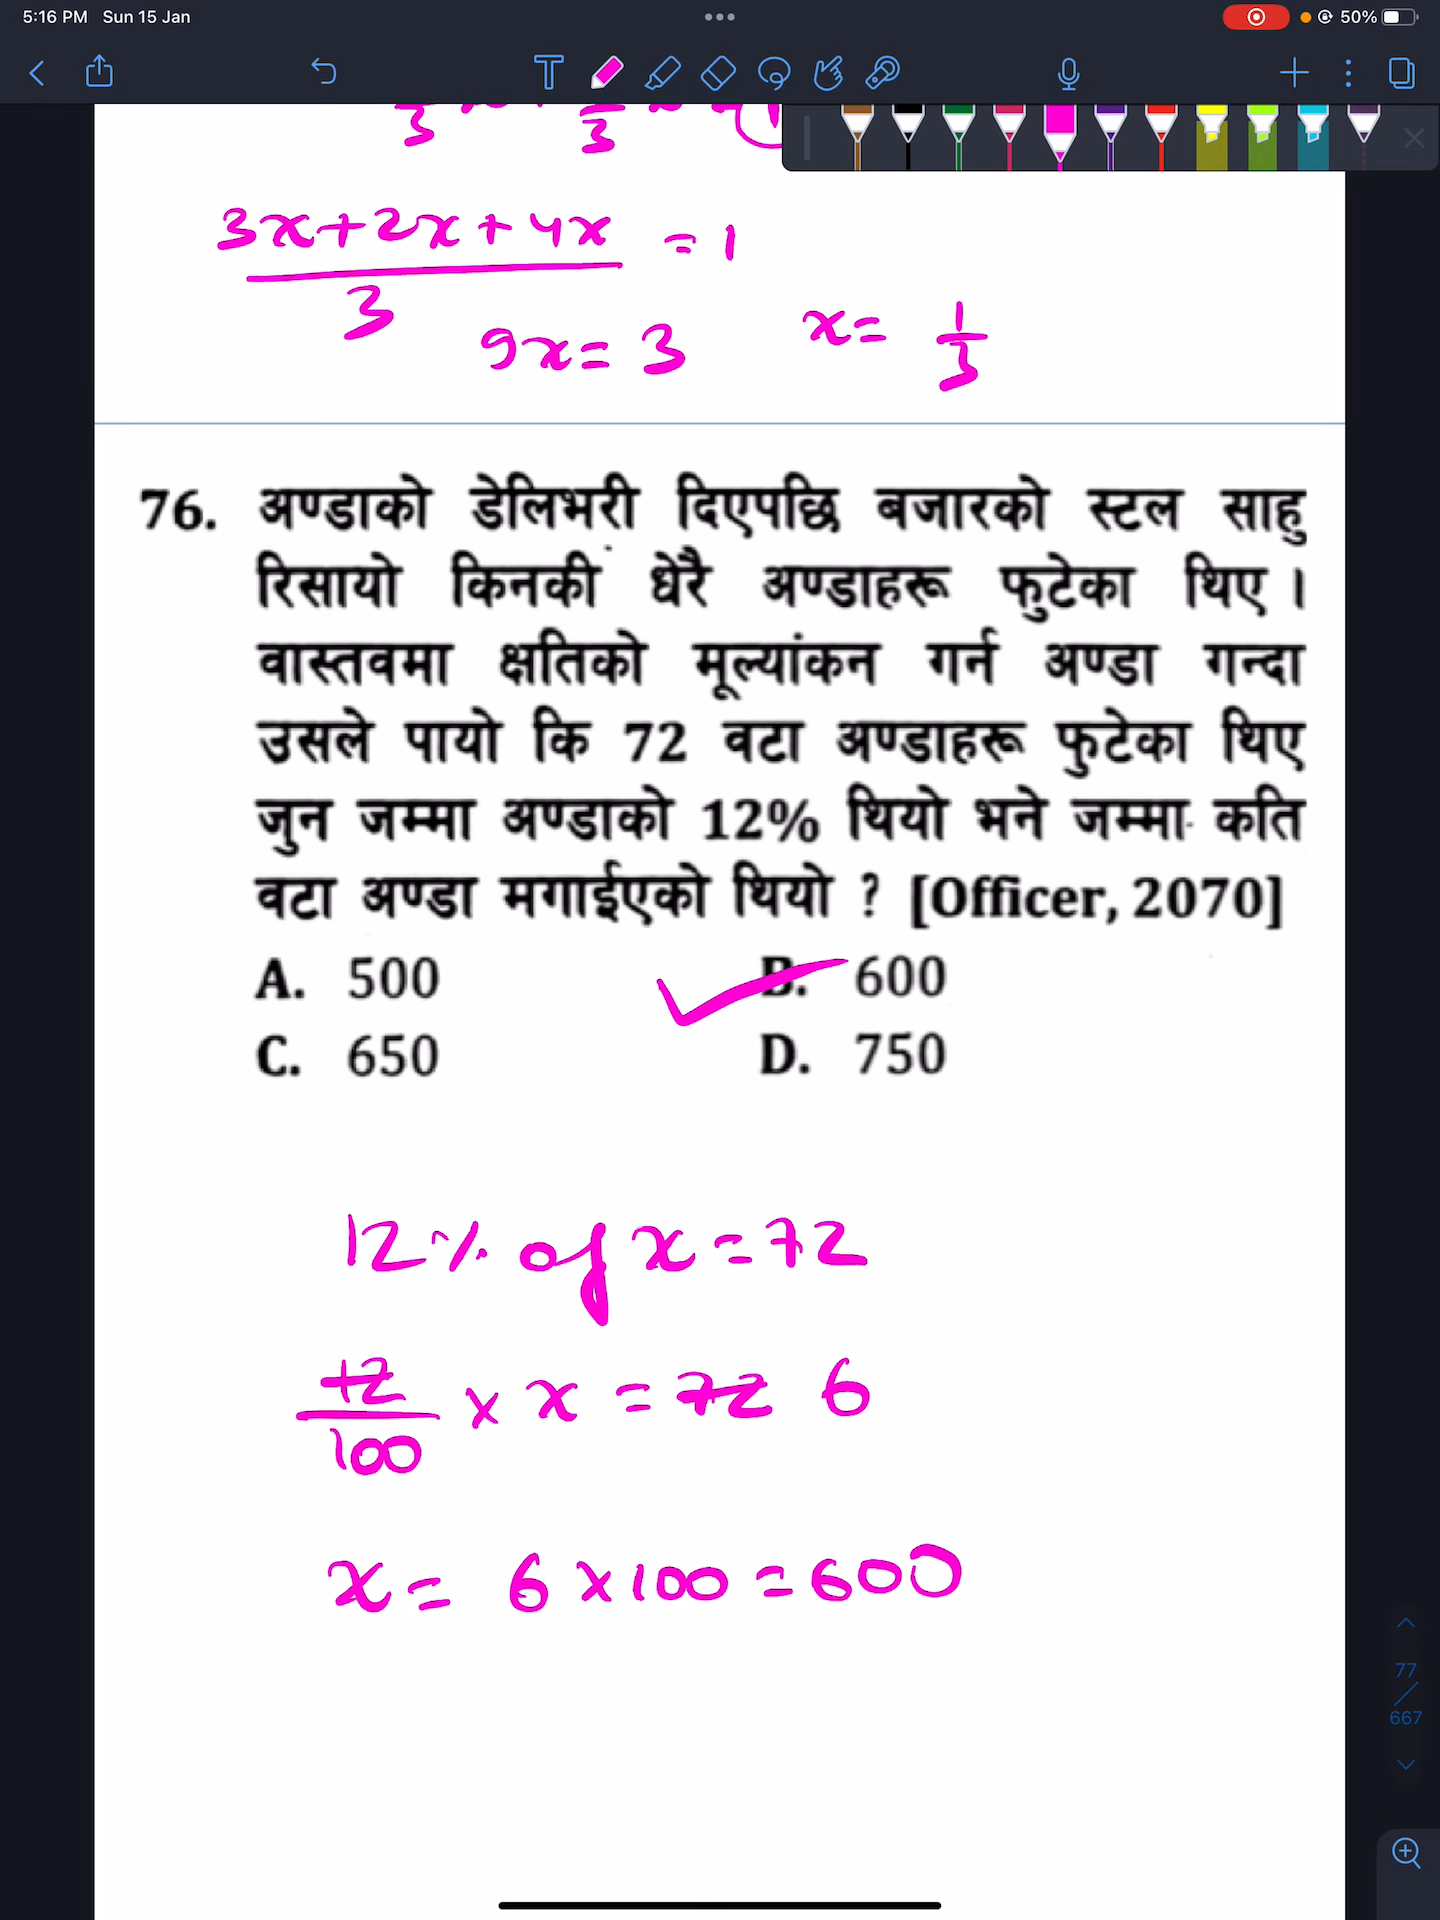 5:16 PM Sun 15 Jan
50%
3x+2x+4x = 1
3
9x = 3 x = 1/3
76. अण्डाको डेलिभरी दिएपछि बजारको स्टल साहु
रिसायो किनकी धेरै अण्डाहरू फुटेका थिए ।
वास्तवमा क्षतिको मूल्यांकन गर्न अण्डा गन्दा
उसले पायो कि 72 वटा अण्डाहरू फुटेका थिए
जुन जम्मा अण्डाको 12% थियो भने जम्मा कति
वटा अण्डा मगाईएको थियो ? [Officer, 2070]
A. 500 B. 600
C. 650 D. 750
12% of x = 72
12/100 × x = 72 6
x = 6 × 100 = 600
77
/
667